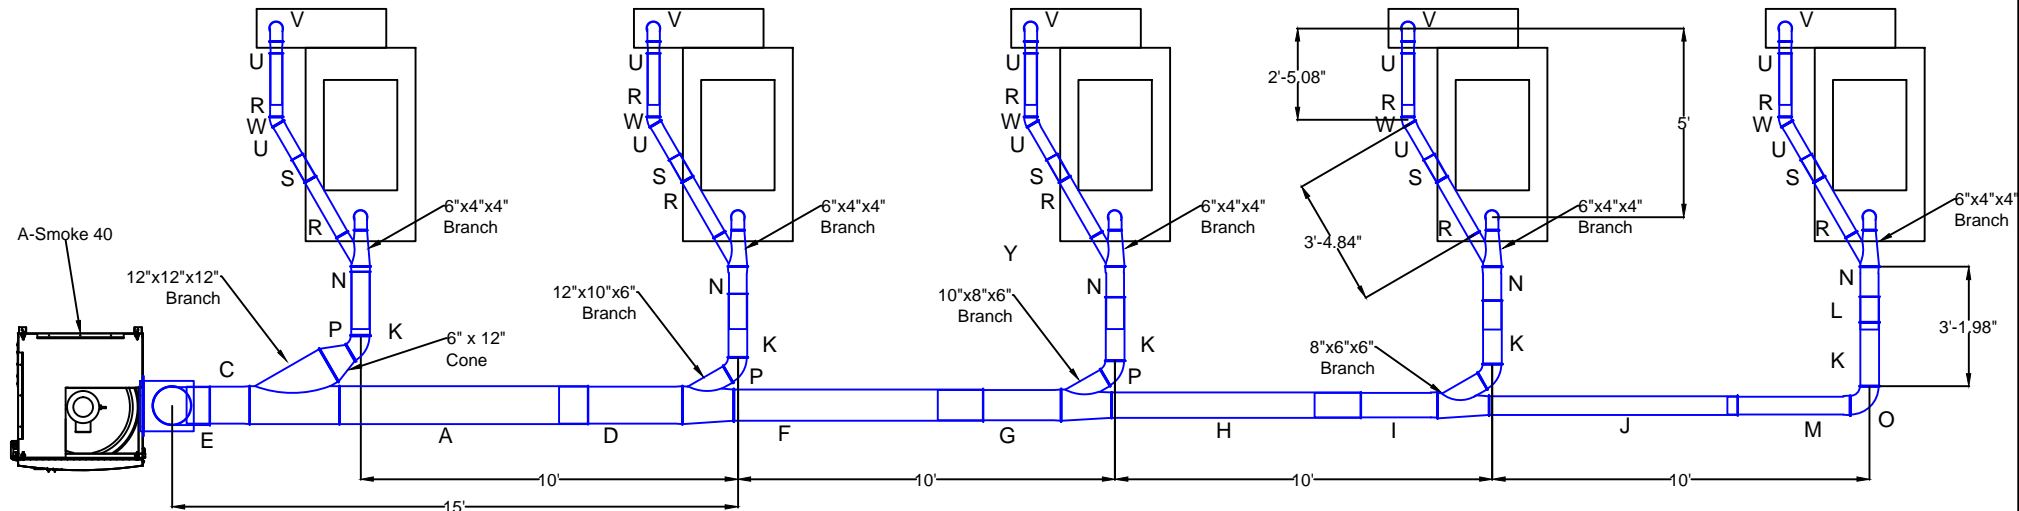 V
V
V
V
V
U
U
U
U
U
2'-5.08"
R
R
R
R
R
W
W
W
W
W
5'
U
U
U
U
U
S
S
S
S
S
6"x4"x4"
Branch
6"x4"x4"
Branch
6"x4"x4"
Branch
6"x4"x4"
Branch
6"x4"x4"
Branch
R
R
R
R
R
A-Smoke 40
3'-4.84"
Y
12"x12"x12"
Branch
N
12"x10"x6"
Branch
N
10"x8"x6"
Branch
N
N
N
L
3'-1.98"
P
K
6" x 12"
Cone
K
K
8"x6"x6"
Branch
K
K
C
P
P
E
A
D
F
G
H
I
J
M
O
10'
10'
10'
10'
15'